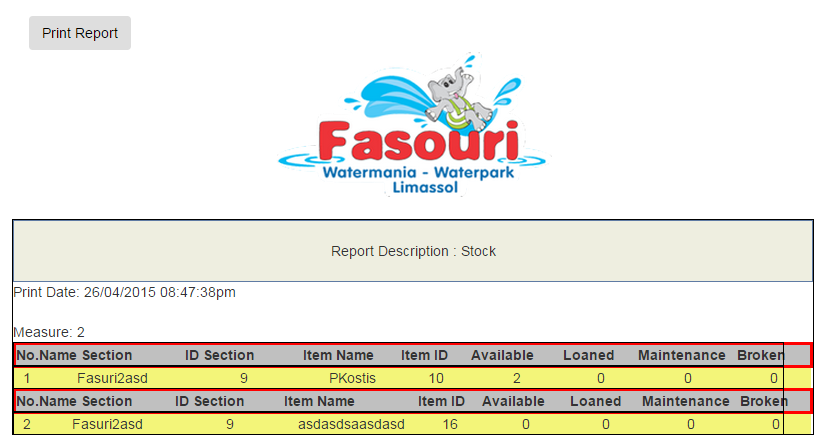 Print Report
Fasouri
Watermania - Waterpark
Limassol
Report Description : Stock
Print Date: 26/04/2015 08:47:38pm
Measure: 2
No.Name Section ID Section Item Name Item ID Available Loaned Maintenance Broken
1 Fasuri2asd 9 PKostis 10 2 0 0 0
No.Name Section ID Section Item Name Item ID Available Loaned Maintenance Broken
2 Fasuri2asd 9 asdasdsaasdasd 16 0 0 0 0